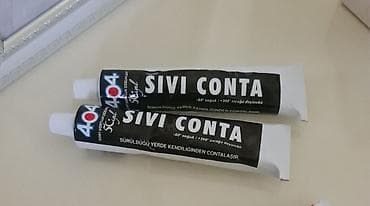 404
SIVI CONTA
-60° soğuk / +300° sıcağa dayanıklı
404
SIVI CONTA
-60° soğuk / +300° sıcağa dayanıklı
SÜRÜLDÜĞÜ YERDE KENDİLİĞİNDEN CONTALAŞIR.